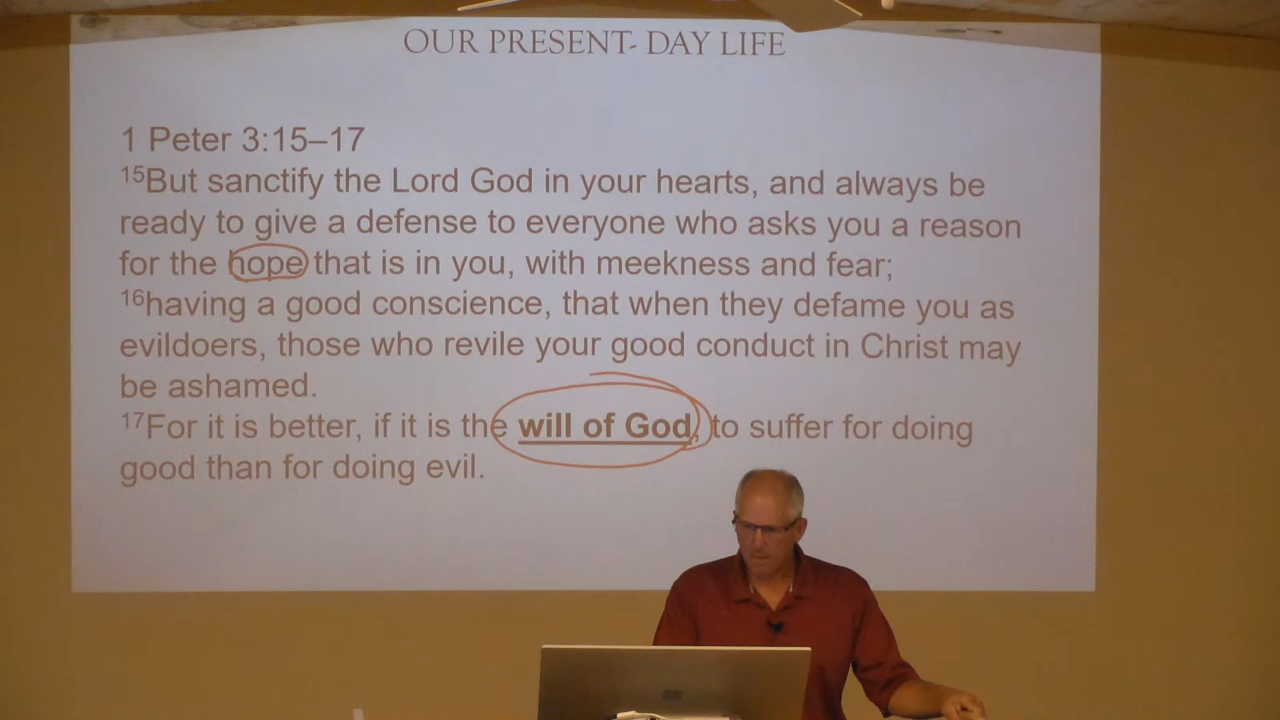 OUR PRESENT- DAY LIFE
1 Peter 3:15–17
15But sanctify the Lord God in your hearts, and always be
ready to give a defense to everyone who asks you a reason
for the hope that is in you, with meekness and fear;
16having a good conscience, that when they defame you as
evildoers, those who revile your good conduct in Christ may
be ashamed.
17For it is better, if it is the will of God, to suffer for doing
good than for doing evil.